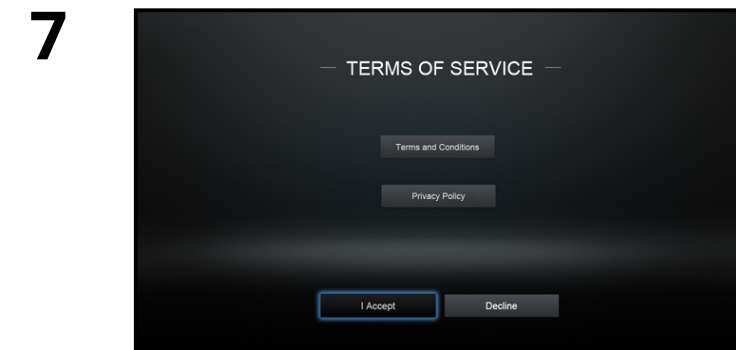 7
TERMS OF SERVICE
Terms and Conditions
Privacy Policy
I Accept Decline